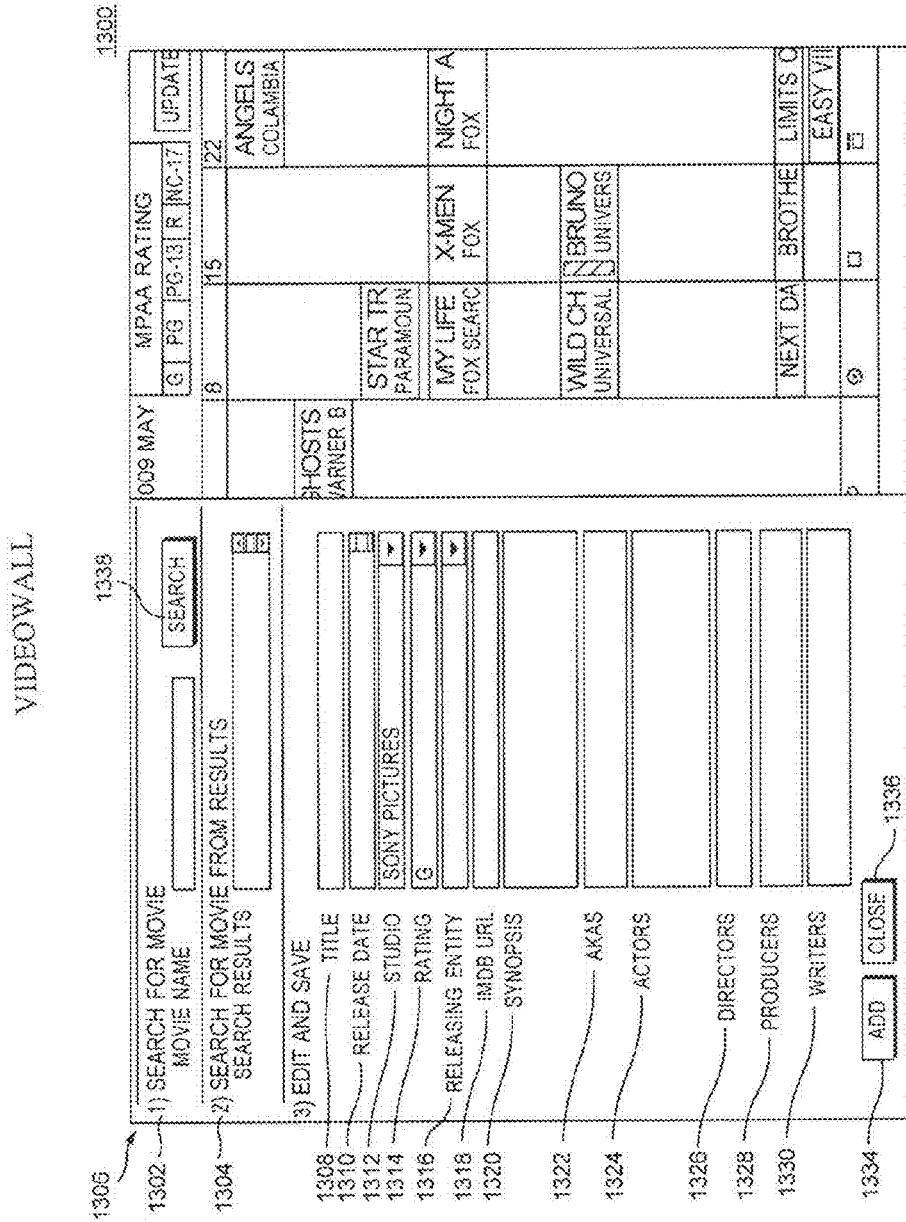 VIDEOWALL
1300
1306
1302
1) SEARCH FOR MOVIE
MOVIE NAME
SEARCH
1338
1304
2) SEARCH FOR MOVIE FROM RESULTS
SEARCH RESULTS
3) EDIT AND SAVE
1308 TITLE
1310 RELEASE DATE
1312 STUDIO SONY PICTURES
1314 RATING G
1316 RELEASING ENTITY
1318 IMDB URL
1320 SYNOPSIS
1322 AKAS
1324 ACTORS
1326 DIRECTORS
1328 PRODUCERS
1330 WRITERS
1334 ADD
CLOSE 1336
009 MAY
MPAA RATING
G PG PG-13 R NC-17
UPDATE
8 15 22
ANGELS
COLAMBIA
GHOSTS
WARNER B
STAR TR
PARAMOUN
MY LIFE
FOX SEARC
X-MEN
FOX
NIGHT A
FOX
WILD CH
UNIVERSAL
BRUNO
UNIVERS
NEXT DA
BROTHE
LIMITS O
EASY VII